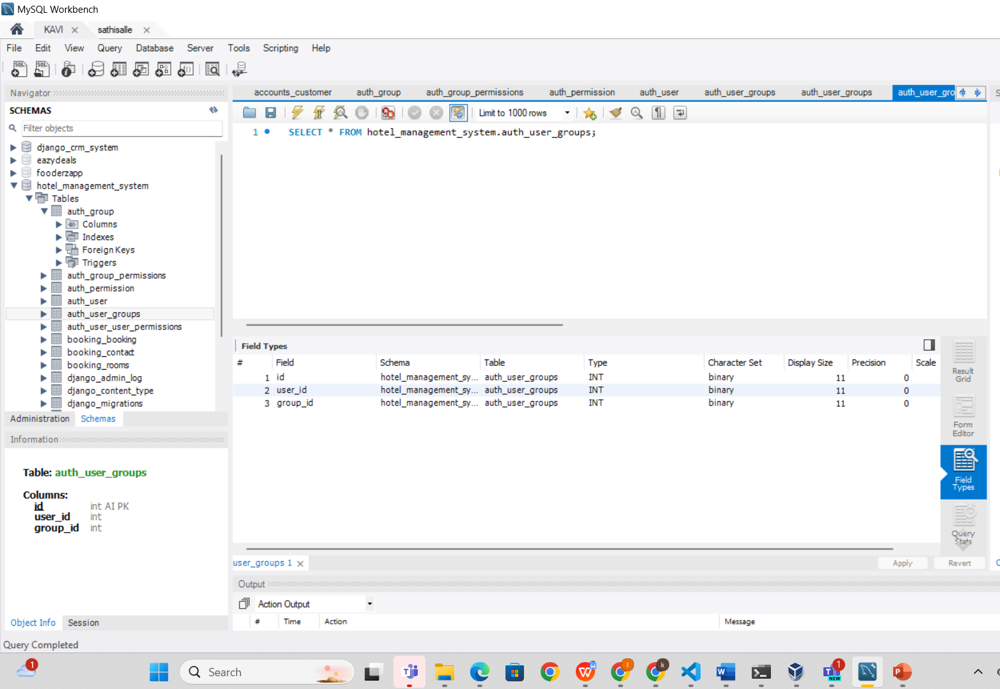 MySQL Workbench
KAVI
sathisalle
File Edit View Query Database Server Tools Scripting Help
Navigator
SCHEMAS
Filter objects
django_crm_system
eazydeals
fooderzapp
hotel_management_system
Tables
auth_group
Columns
Indexes
Foreign Keys
Triggers
auth_group_permissions
auth_permission
auth_user
auth_user_groups
auth_user_user_permissions
booking_booking
booking_contact
booking_rooms
django_admin_log
django_content_type
django_migrations
Administration Schemas
Information
Table: auth_user_groups
Columns:
id int AI PK
user_id int
group_id int
Object Info Session
Query Completed
accounts_customer auth_group auth_group_permissions auth_permission auth_user auth_user_groups auth_user_groups auth_user_gro
Limit to 1000 rows
1 SELECT * FROM hotel_management_system.auth_user_groups;
Field Types
# Field Schema Table Type Character Set Display Size Precision Scale
1 id hotel_management_sy... auth_user_groups INT binary 11 0
2 user_id hotel_management_sy... auth_user_groups INT binary 11 0
3 group_id hotel_management_sy... auth_user_groups INT binary 11 0
Result
Grid
Form
Editor
Field
Types
Query
Stats
user_groups 1
Apply Revert
Output
Action Output
# Time Action Message
1
Search
1